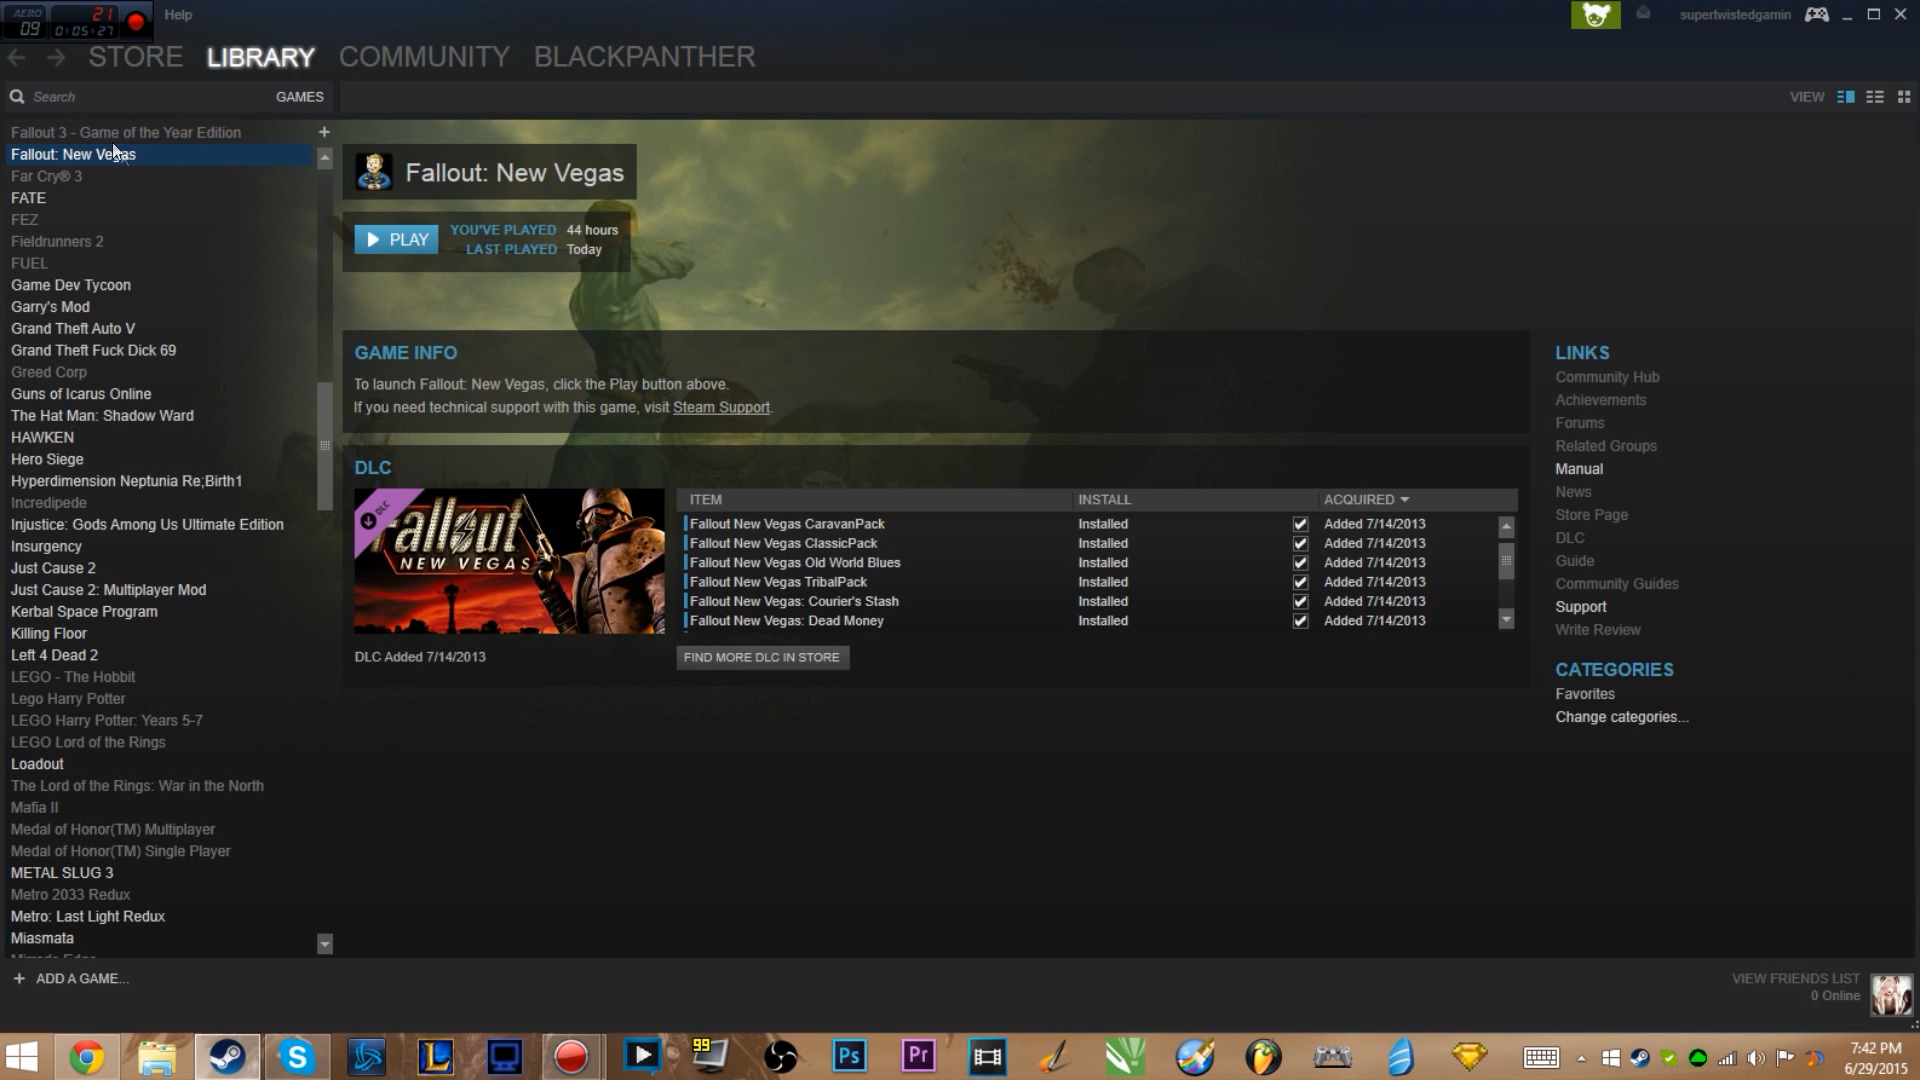 AERO
09
21
0:05:27
Help
supertwistedgamin
STORE LIBRARY COMMUNITY BLACKPANTHER
Search
GAMES
VIEW
Fallout 3 - Game of the Year Edition
Fallout: New Vegas
Far Cry® 3
FATE
FEZ
Fieldrunners 2
FUEL
Game Dev Tycoon
Garry's Mod
Grand Theft Auto V
Grand Theft Fuck Dick 69
Greed Corp
Guns of Icarus Online
The Hat Man: Shadow Ward
HAWKEN
Hero Siege
Hyperdimension Neptunia Re;Birth1
Incredipede
Injustice: Gods Among Us Ultimate Edition
Insurgency
Just Cause 2
Just Cause 2: Multiplayer Mod
Kerbal Space Program
Killing Floor
Left 4 Dead 2
LEGO - The Hobbit
Lego Harry Potter
LEGO Harry Potter: Years 5-7
LEGO Lord of the Rings
Loadout
The Lord of the Rings: War in the North
Mafia II
Medal of Honor(TM) Multiplayer
Medal of Honor(TM) Single Player
METAL SLUG 3
Metro 2033 Redux
Metro: Last Light Redux
Miasmata
+ ADD A GAME...
Fallout: New Vegas
PLAY
YOU'VE PLAYED 44 hours
LAST PLAYED Today
GAME INFO
To launch Fallout: New Vegas, click the Play button above.
If you need technical support with this game, visit Steam Support.
DLC
DLC
Fallout
NEW VEGAS
DLC Added 7/14/2013
ITEM INSTALL ACQUIRED
Fallout New Vegas CaravanPack Installed Added 7/14/2013
Fallout New Vegas ClassicPack Installed Added 7/14/2013
Fallout New Vegas Old World Blues Installed Added 7/14/2013
Fallout New Vegas TribalPack Installed Added 7/14/2013
Fallout New Vegas: Courier's Stash Installed Added 7/14/2013
Fallout New Vegas: Dead Money Installed Added 7/14/2013
FIND MORE DLC IN STORE
LINKS
Community Hub
Achievements
Forums
Related Groups
Manual
News
Store Page
DLC
Guide
Community Guides
Support
Write Review
CATEGORIES
Favorites
Change categories...
VIEW FRIENDS LIST
0 Online
S
L
99
Ps
Pr
7:42 PM
6/29/2015